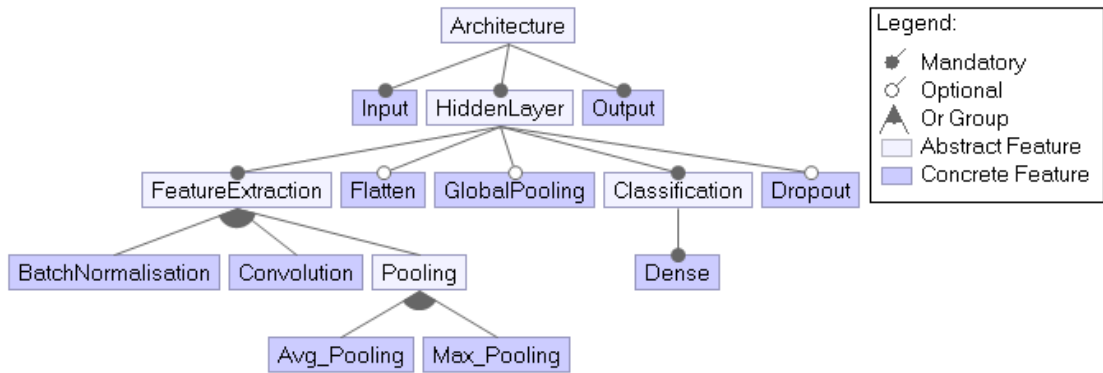 Architecture
Legend:
Mandatory
Optional
Or Group
Abstract Feature
Concrete Feature
Input
HiddenLayer
Output
FeatureExtraction
Flatten
GlobalPooling
Classification
Dropout
BatchNormalisation
Convolution
Pooling
Dense
Avg_Pooling
Max_Pooling